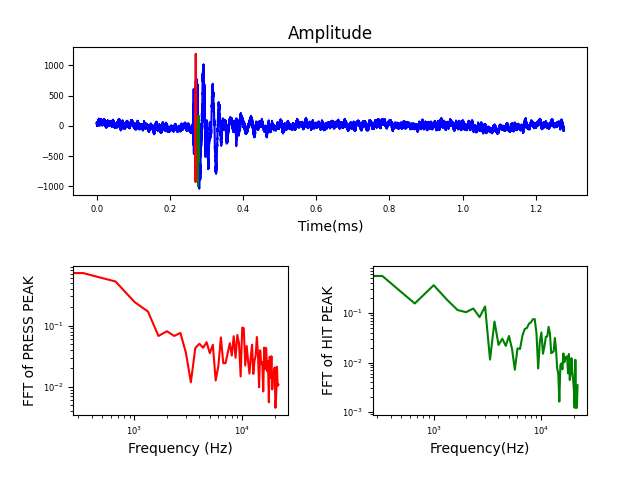 Amplitude
1000
500
0
−500
−1000
0.0 0.2 0.4 0.6 0.8 1.0 1.2
Time(ms)
FFT of PRESS PEAK
10⁻¹
10⁻²
10³ 10⁴
Frequency (Hz)
FFT of HIT PEAK
10⁻¹
10⁻²
10⁻³
10³ 10⁴
Frequency(Hz)